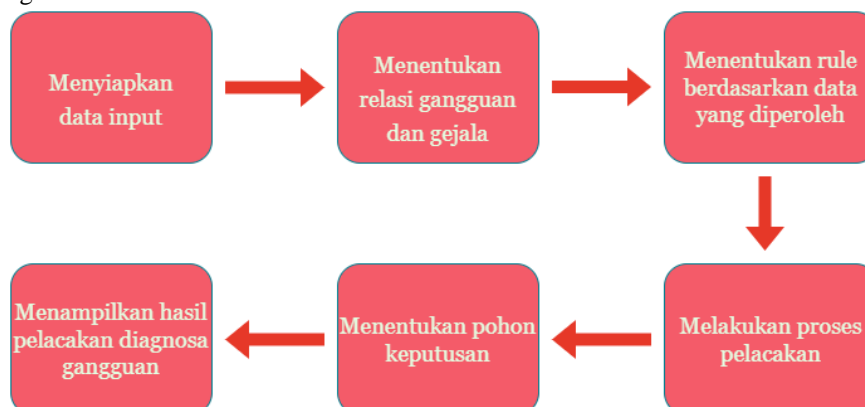 Menyiapkan
data input
Menentukan
relasi gangguan
dan gejala
Menentukan rule
berdasarkan data
yang diperoleh
Melakukan proses
pelacakan
Menentukan pohon
keputusan
Menampilkan hasil
pelacakan diagnosa
gangguan